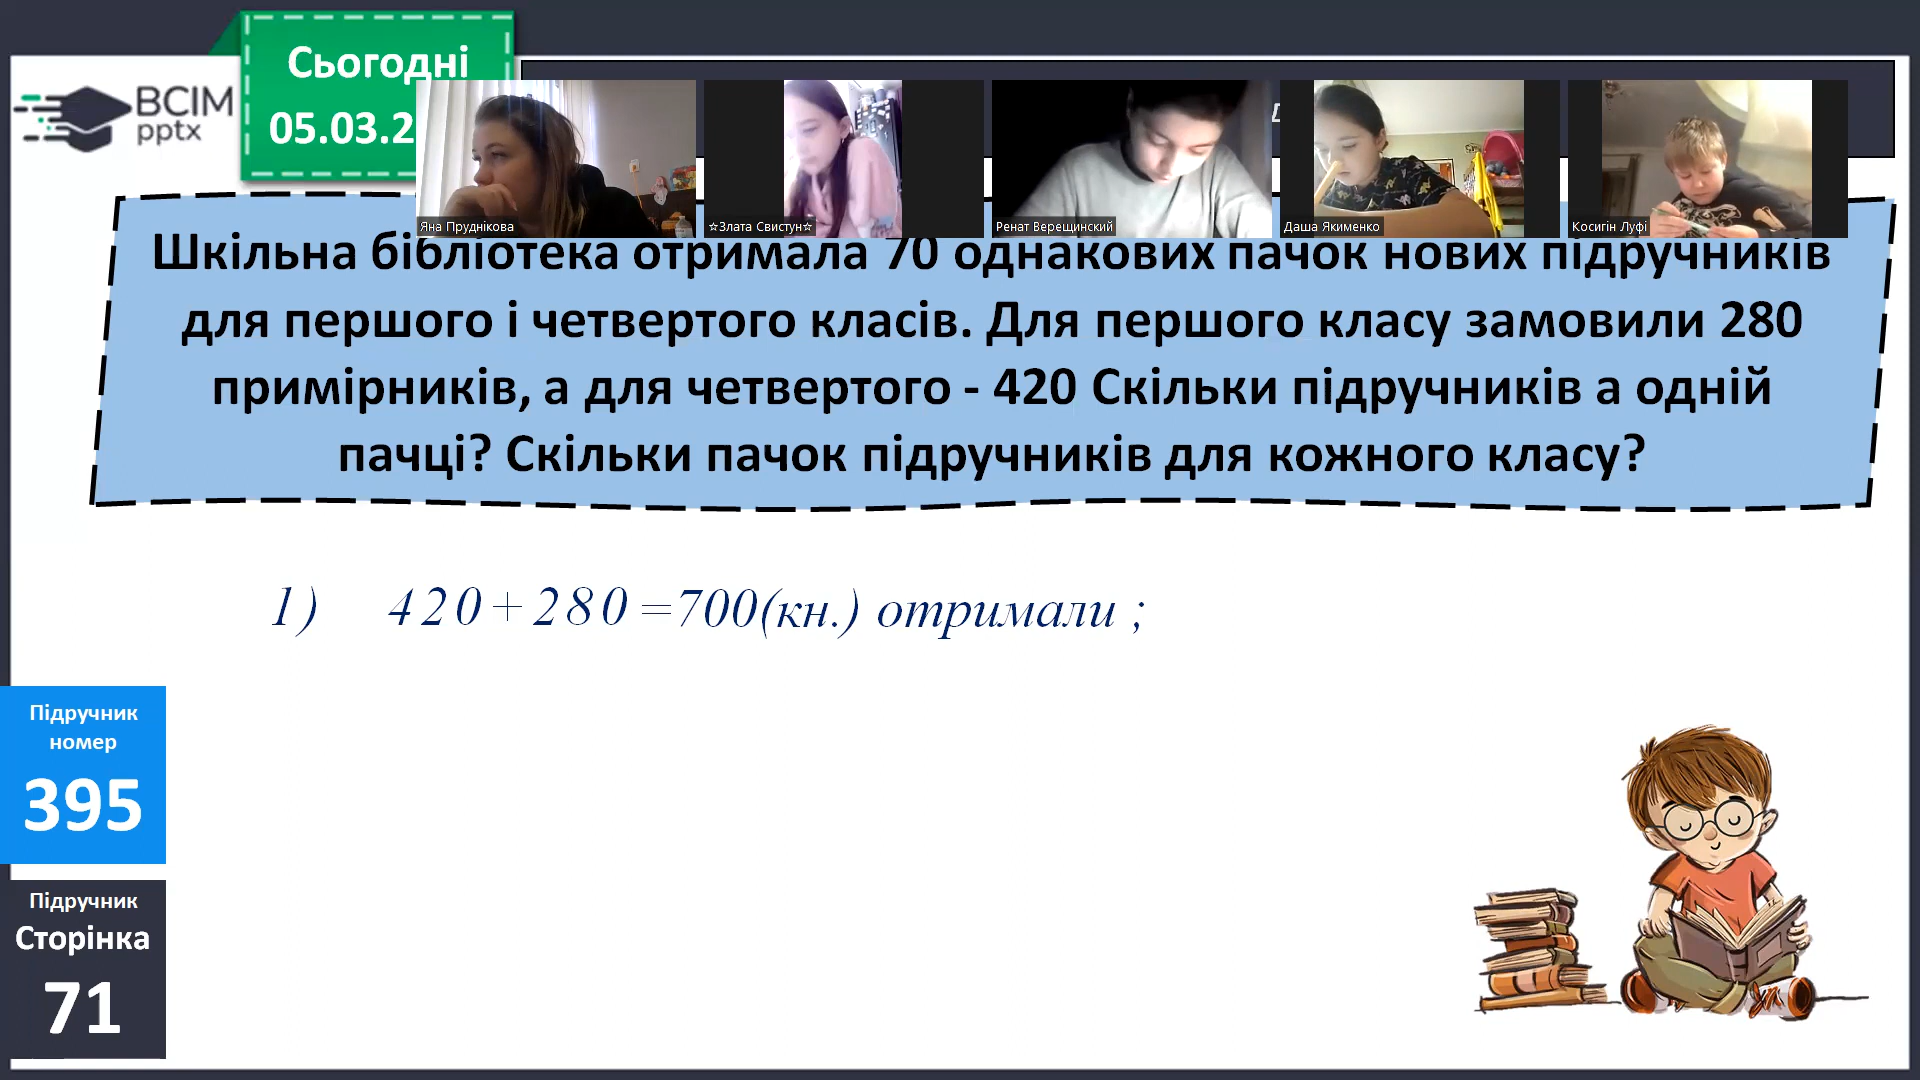 Сьогодні
05.03.2
ВСІМ
pptx
Яна Пруднікова
☆Злата Свистун☆
Ренат Верещинский
Даша Якименко
Косигін Луфі
Шкільна бібліотека отримала 70 однакових пачок нових підручників
для першого і четвертого класів. Для першого класу замовили 280
примірників, а для четвертого - 420 Скільки підручників а одній
пачці? Скільки пачок підручників для кожного класу?
1) 420+280=700(кн.) отримали ;
Підручник
номер
395
Підручник
Сторінка
71